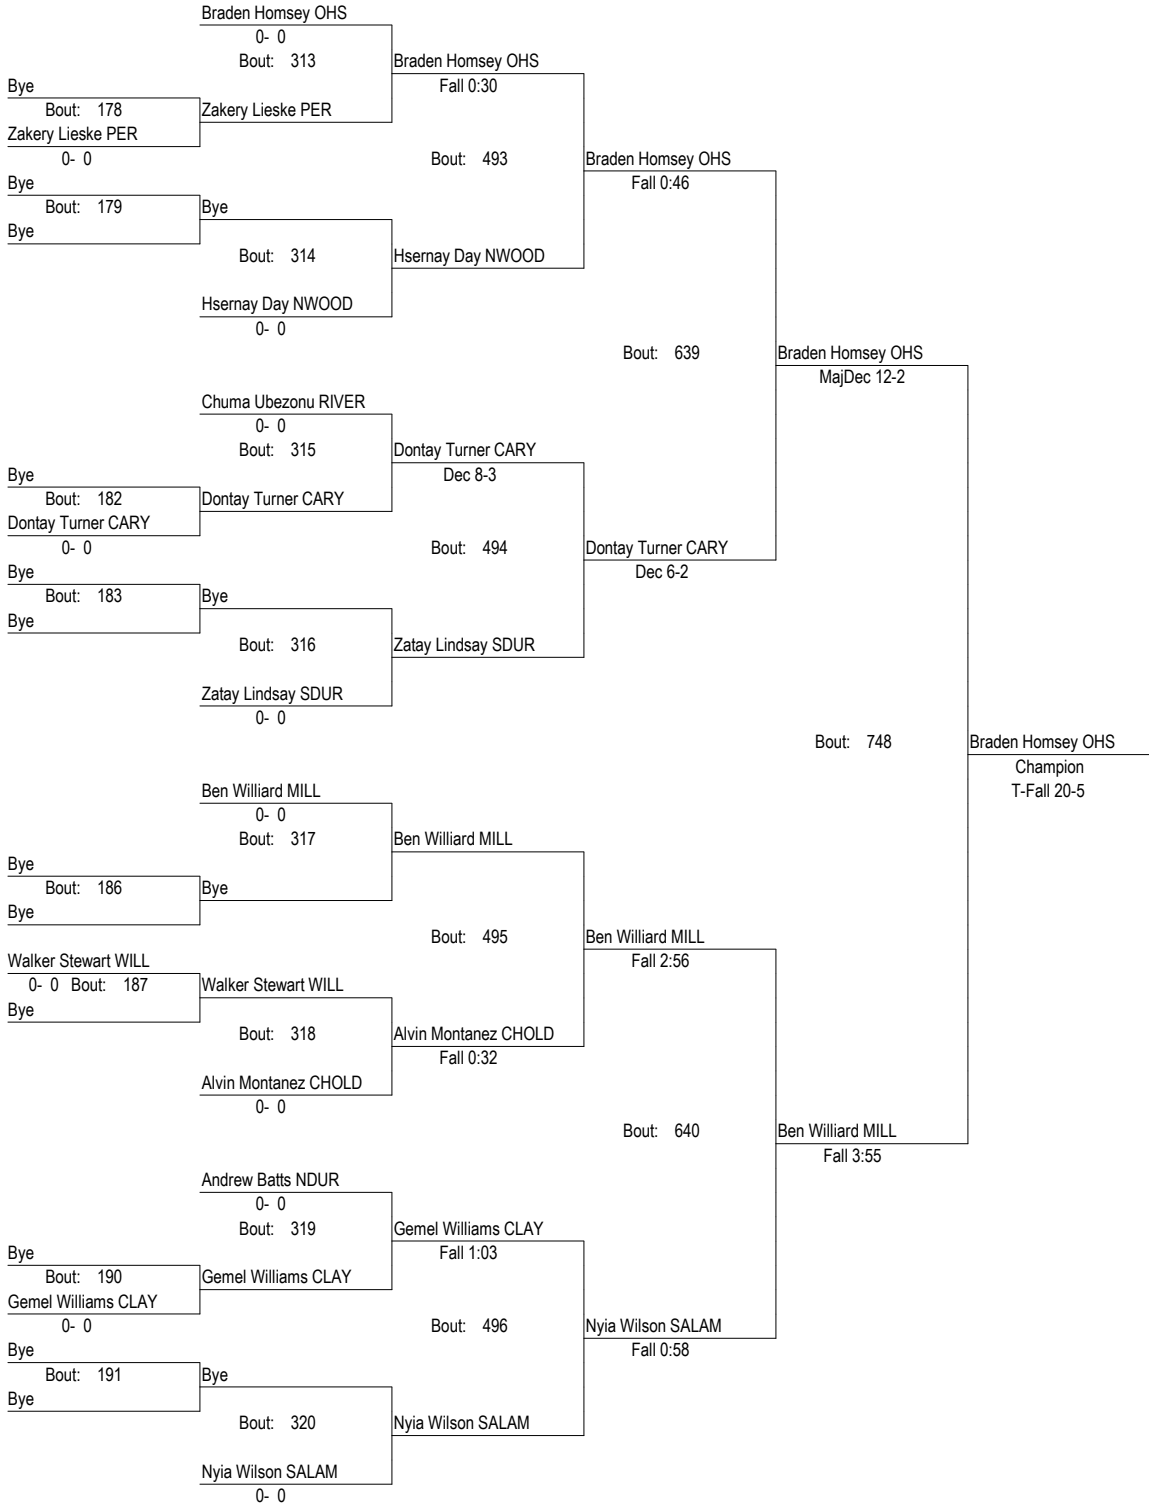 Braden Homsey OHS
0- 0
Bout: 313
Braden Homsey OHS
Fall 0:30
Bye
Bout: 178
Zakery Lieske PER
Zakery Lieske PER
0- 0
Bout: 493
Braden Homsey OHS
Fall 0:46
Bye
Bout: 179
Bye
Bye
Bout: 314
Hsernay Day NWOOD
Hsernay Day NWOOD
0- 0
Bout: 639
Braden Homsey OHS
MajDec 12-2
Chuma Ubezonu RIVER
0- 0
Bout: 315
Dontay Turner CARY
Dec 8-3
Bye
Bout: 182
Dontay Turner CARY
Dontay Turner CARY
0- 0
Bout: 494
Dontay Turner CARY
Dec 6-2
Bye
Bout: 183
Bye
Bye
Bout: 316
Zatay Lindsay SDUR
Zatay Lindsay SDUR
0- 0
Bout: 748
Braden Homsey OHS
Champion
T-Fall 20-5
Ben Williard MILL
0- 0
Bout: 317
Ben Williard MILL
Bye
Bout: 186
Bye
Bye
Bout: 495
Ben Williard MILL
Fall 2:56
Walker Stewart WILL
0- 0 Bout: 187
Walker Stewart WILL
Bye
Bout: 318
Alvin Montanez CHOLD
Fall 0:32
Alvin Montanez CHOLD
0- 0
Bout: 640
Ben Williard MILL
Fall 3:55
Andrew Batts NDUR
0- 0
Bout: 319
Gemel Williams CLAY
Fall 1:03
Bye
Bout: 190
Gemel Williams CLAY
Gemel Williams CLAY
0- 0
Bout: 496
Nyia Wilson SALAM
Fall 0:58
Bye
Bout: 191
Bye
Bye
Bout: 320
Nyia Wilson SALAM
Nyia Wilson SALAM
0- 0